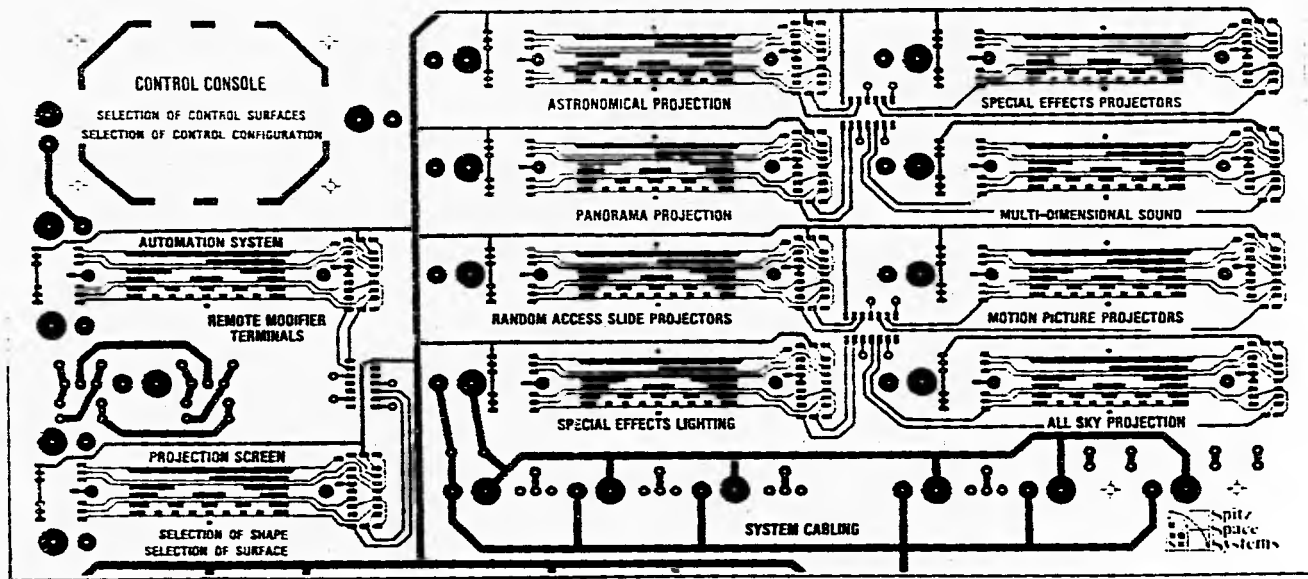 CONTROL CONSOLE
SELECTION OF CONTROL SURFACES
SELECTION OF CONTROL CONFIGURATION
AUTOMATION SYSTEM
REMOTE MODIFIER
TERMINALS
PROJECTION SCREEN
SELECTION OF SHAPE
SELECTION OF SURFACE
ASTRONOMICAL PROJECTION
SPECIAL EFFECTS PROJECTORS
PANORAMA PROJECTION
MULTI-DIMENSIONAL SOUND
RANDOM ACCESS SLIDE PROJECTORS
MOTION PICTURE PROJECTORS
SPECIAL EFFECTS LIGHTING
ALL SKY PROJECTION
SYSTEM CABLING
Spitz
Space
Systems